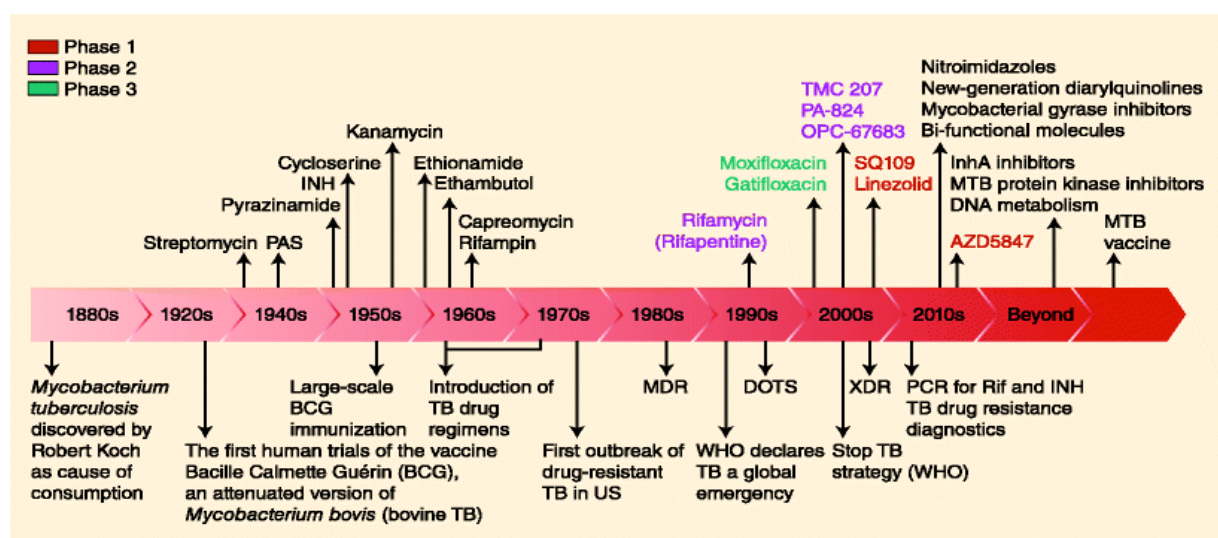 Phase 1
Phase 2
Phase 3
Streptomycin
PAS
Pyrazinamide
INH
Cycloserine
Kanamycin
Ethionamide
Ethambutol
Capreomycin
Rifampin
Rifamycin
(Rifapentine)
Moxifloxacin
Gatifloxacin
TMC 207
PA-824
OPC-67683
SQ109
Linezolid
Nitroimidazoles
New-generation diarylquinolines
Mycobacterial gyrase inhibitors
Bi-functional molecules
AZD5847
InhA inhibitors
MTB protein kinase inhibitors
DNA metabolism
MTB
vaccine
1880s
1920s
1940s
1950s
1960s
1970s
1980s
1990s
2000s
2010s
Beyond
Mycobacterium
tuberculosis
discovered by
Robert Koch
as cause of
consumption
The first human trials of the vaccine
Bacille Calmette Guérin (BCG),
an attenuated version of
Mycobacterium bovis (bovine TB)
Large-scale
BCG
immunization
Introduction of
TB drug
regimens
First outbreak of
drug-resistant
TB in US
MDR
WHO declares
TB a global
emergency
DOTS
Stop TB
strategy (WHO)
XDR
PCR for Rif and INH
TB drug resistance
diagnostics